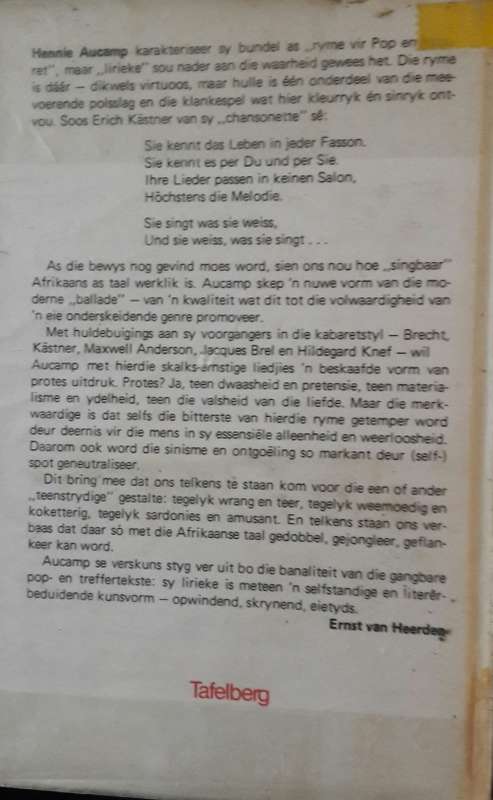 Hennie Aucamp karakteriseer sy bundel as „ryme vir Pop en
ret”, maar „lirieke” sou nader aan die waarheid gewees het. Die ryme
is dáár – dikwels virtuoos, maar hulle is één onderdeel van die mee-
voerende polsslag en die klankespel wat hier kleurryk én sinryk ont-
vou. Soos Erich Kästner van sy „chansonette” sê:
Sie kennt das Leben in jeder Fasson.
Sie kennt es per Du und per Sie.
Ihre Lieder passen in keinen Salon,
Höchstens die Melodie.
Sie singt was sie weiss,
Und sie weiss, was sie singt . . .
As die bewys nog gevind moes word, sien ons nou hoe „singbaar”
Afrikaans as taal werklik is. Aucamp skep 'n nuwe vorm van die mo-
derne „ballade” – van 'n kwaliteit wat dit tot die volwaardigheid van
'n eie onderskeidende genre promoveer.
Met huldebuigings aan sy voorgangers in die kabaretstyl – Brecht,
Kästner, Maxwell Anderson, Jacques Brel en Hildegard Knef – wil
Aucamp met hierdie skalks-ernstige liedjies 'n beskaafde vorm van
protes uitdruk. Protes? Ja, teen dwaasheid en pretensie, teen materia-
lisme en ydelheid, teen die valsheid van die liefde. Maar die merk-
waardige is dat selfs die bitterste van hierdie ryme getemper word
deur deernis vir die mens in sy essensiële alleenheid en weerloosheid.
Daarom ook word die sinisme en ontgoëling so markant deur (self-)
spot geneutraliseer.
Dit bring mee dat ons telkens te staan kom voor die een of ander
„teenstrydige” gestalte: tegelyk wrang en teer, tegelyk weemoedig en
koketterig, tegelyk sardonies en amusant. En telkens staan ons ver-
baas dat daar só met die Afrikaanse taal gedobbel, gejongleer, geflan-
keer kan word.
Aucamp se verskuns styg ver uit bo die banaliteit van die gangbare
pop- en treffertekste: sy lirieke is meteen 'n selfstandige en literêr-
beduidende kunsvorm – opwindend, skrynend, eietyds.
Ernst van Heerden
Tafelberg